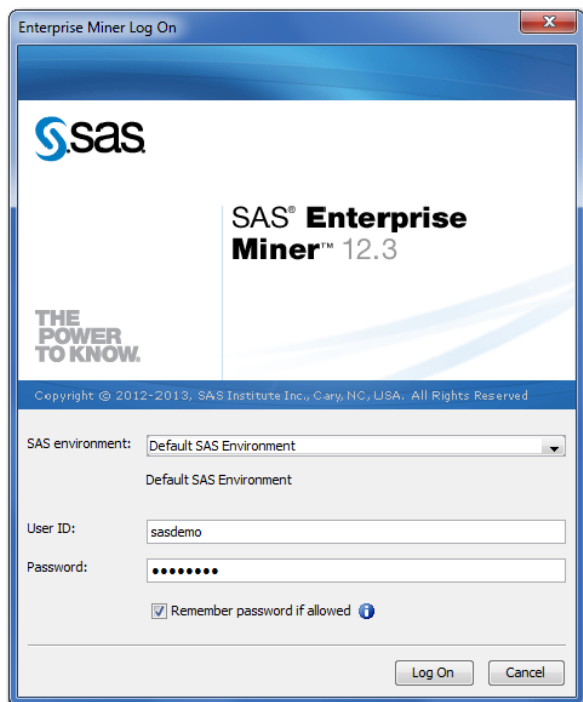 Enterprise Miner Log On
sas
SAS® Enterprise
Miner™ 12.3
THE
POWER
TO KNOW.
Copyright © 2012-2013, SAS Institute Inc., Cary, NC, USA. All Rights Reserved
SAS environment: Default SAS Environment
Default SAS Environment
User ID: sasdemo
Password: ••••••••
Remember password if allowed
Log On Cancel